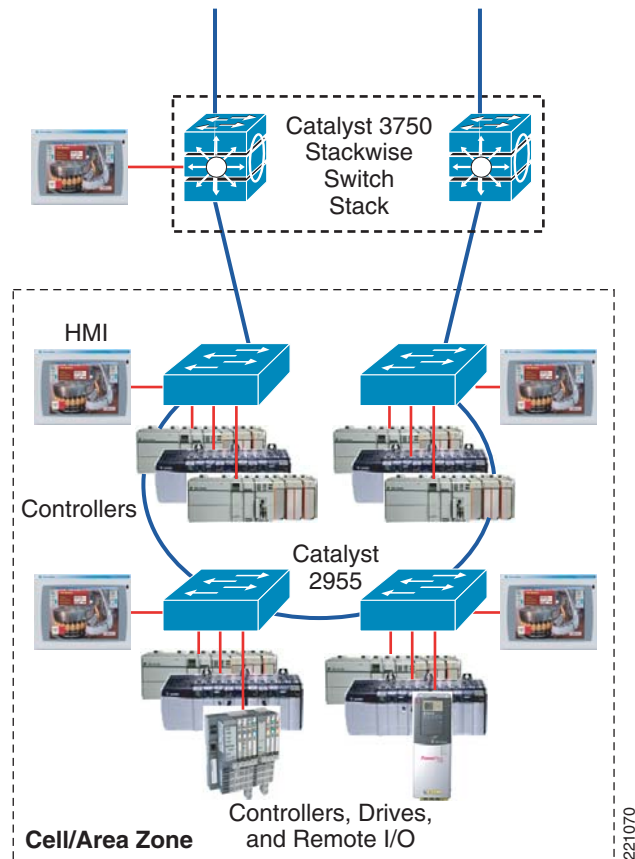 Catalyst 3750
Stackwise
Switch
Stack
HMI
Controllers
Catalyst
2955
Controllers, Drives,
and Remote I/O
Cell/Area Zone
221070